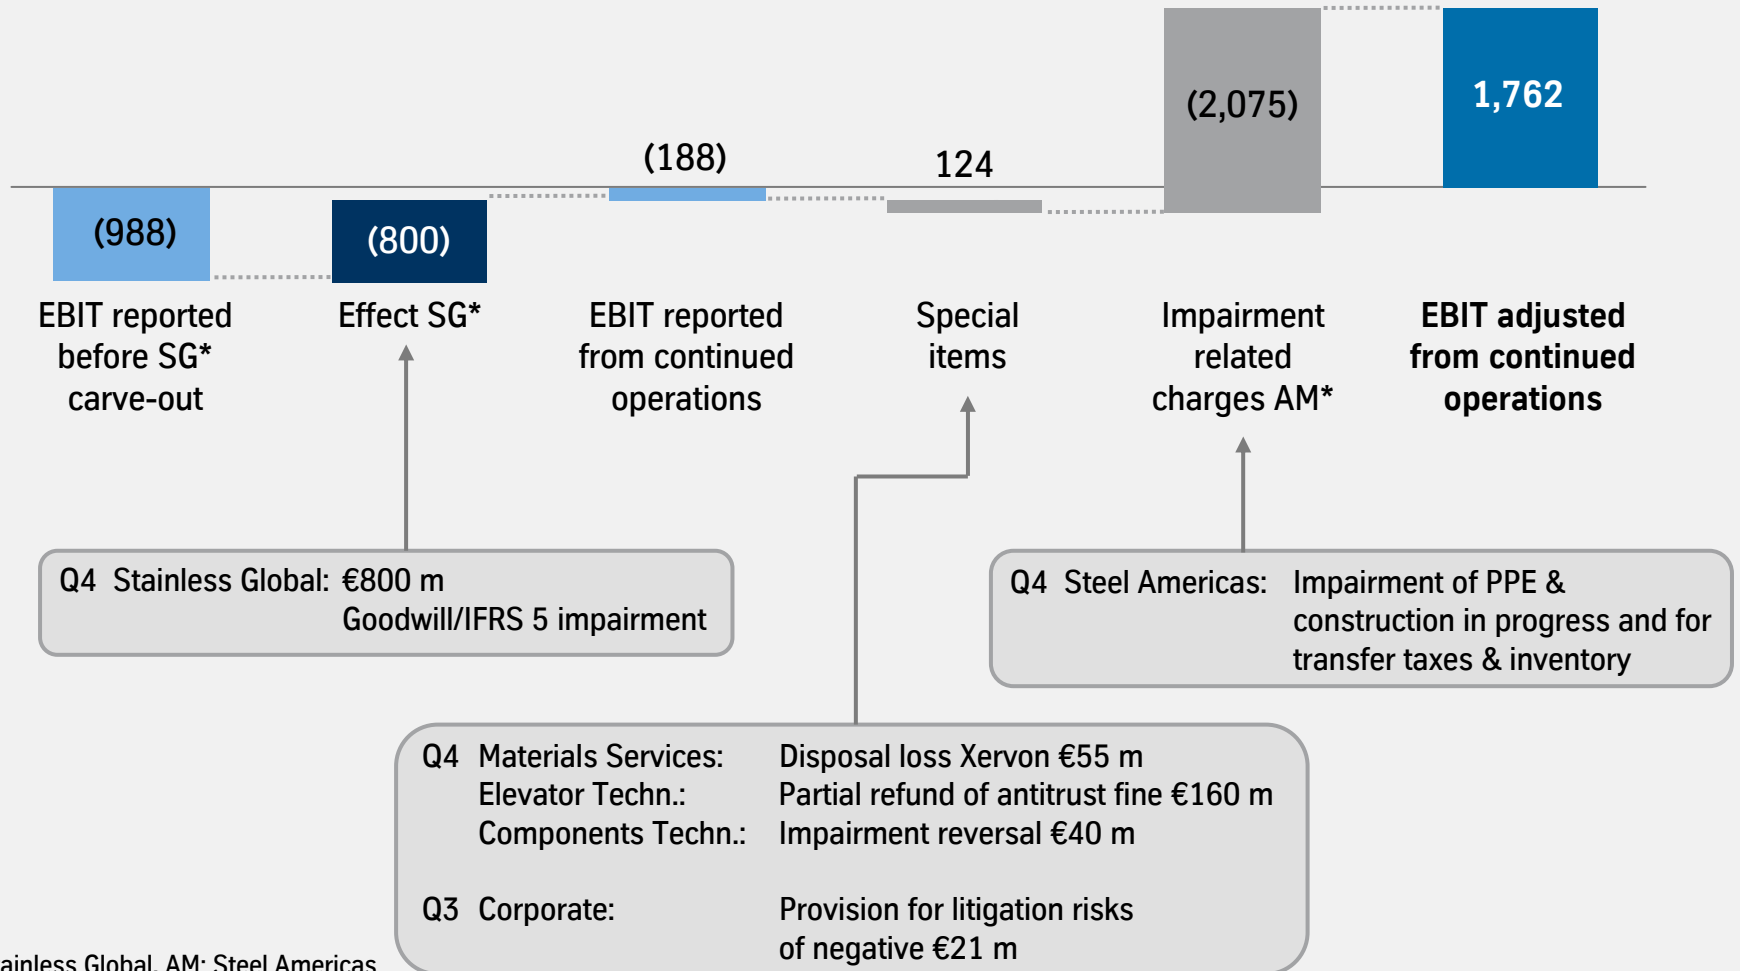 (988)
(800)
(188)
124
(2,075)
1,762
EBIT reported
before SG*
carve-out
Effect SG*
EBIT reported
from continued
operations
Special
items
Impairment
related
charges AM*
EBIT adjusted
from continued
operations
Q4 Stainless Global: €800 m
Goodwill/IFRS 5 impairment
Q4 Steel Americas: Impairment of PPE &
construction in progress and for
transfer taxes & inventory
Q4 Materials Services: Disposal loss Xervon €55 m
Elevator Techn.: Partial refund of antitrust fine €160 m
Components Techn.: Impairment reversal €40 m
Q3 Corporate: Provision for litigation risks
of negative €21 m
ainless Global, AM: Steel Americas